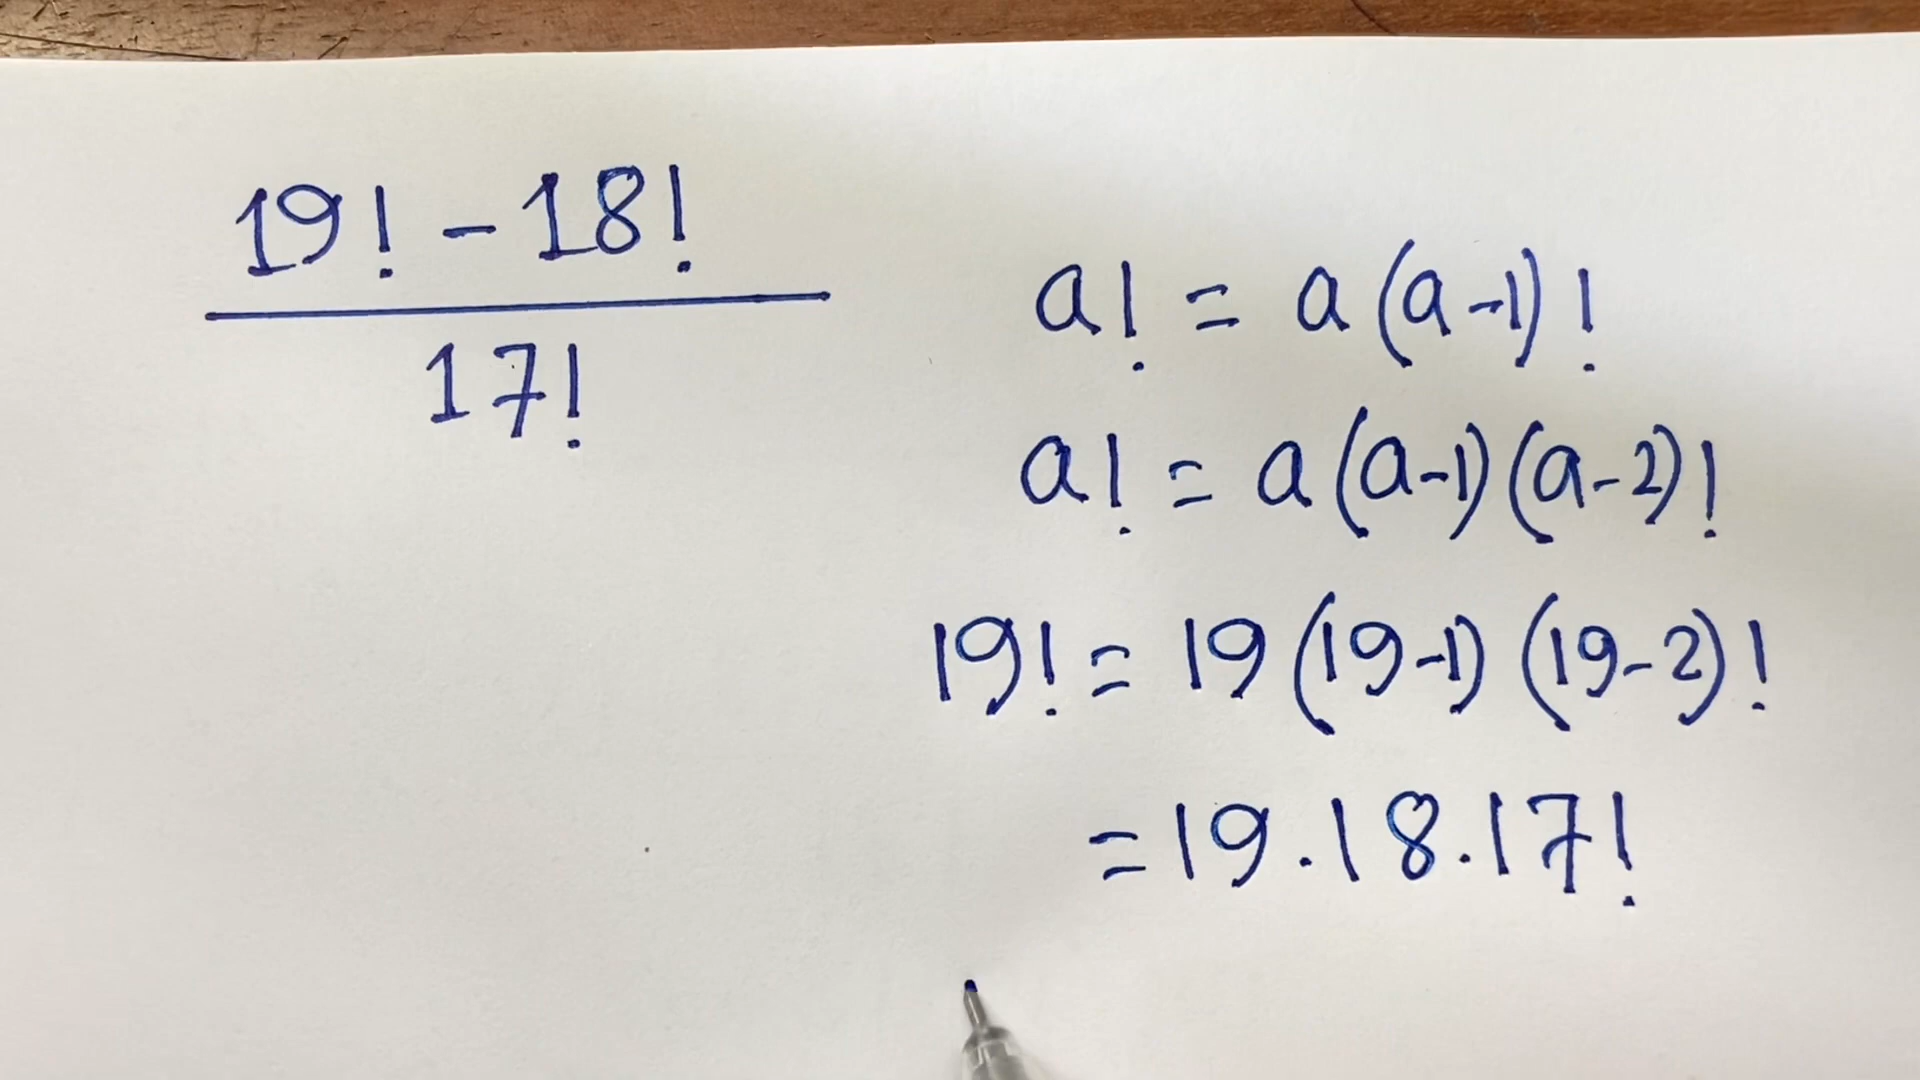 19! - 18!
17!
a! = a(a-1)!
a! = a(a-1)(a-2)!
19! = 19(19-1)(19-2)!
= 19.18.17!